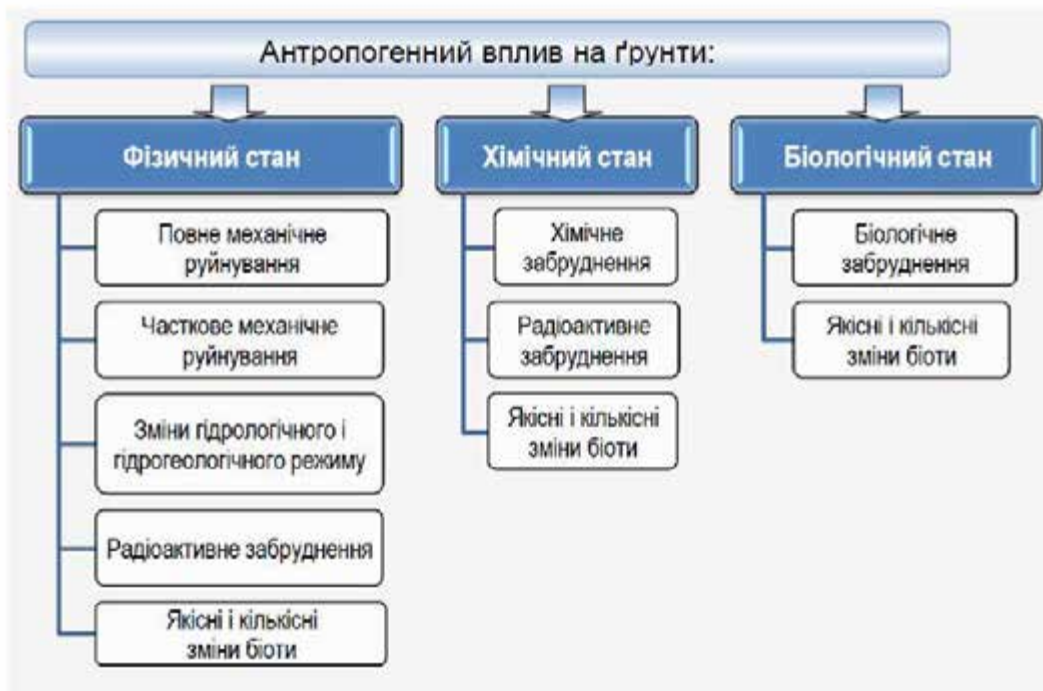 Антропогенний вплив на ґрунти:
Фізичний стан
Повне механічне
руйнування
Часткове механічне
руйнування
Зміни гідрологічного і
гідрогеологічного режиму
Радіоактивне забруднення
Якісні і кількісні
зміни біоти
Хімічний стан
Хімічне
забруднення
Радіоактивне
забруднення
Якісні і кількісні
зміни біоти
Біологічний стан
Біологічне
забруднення
Якісні і кількісні
зміни біоти